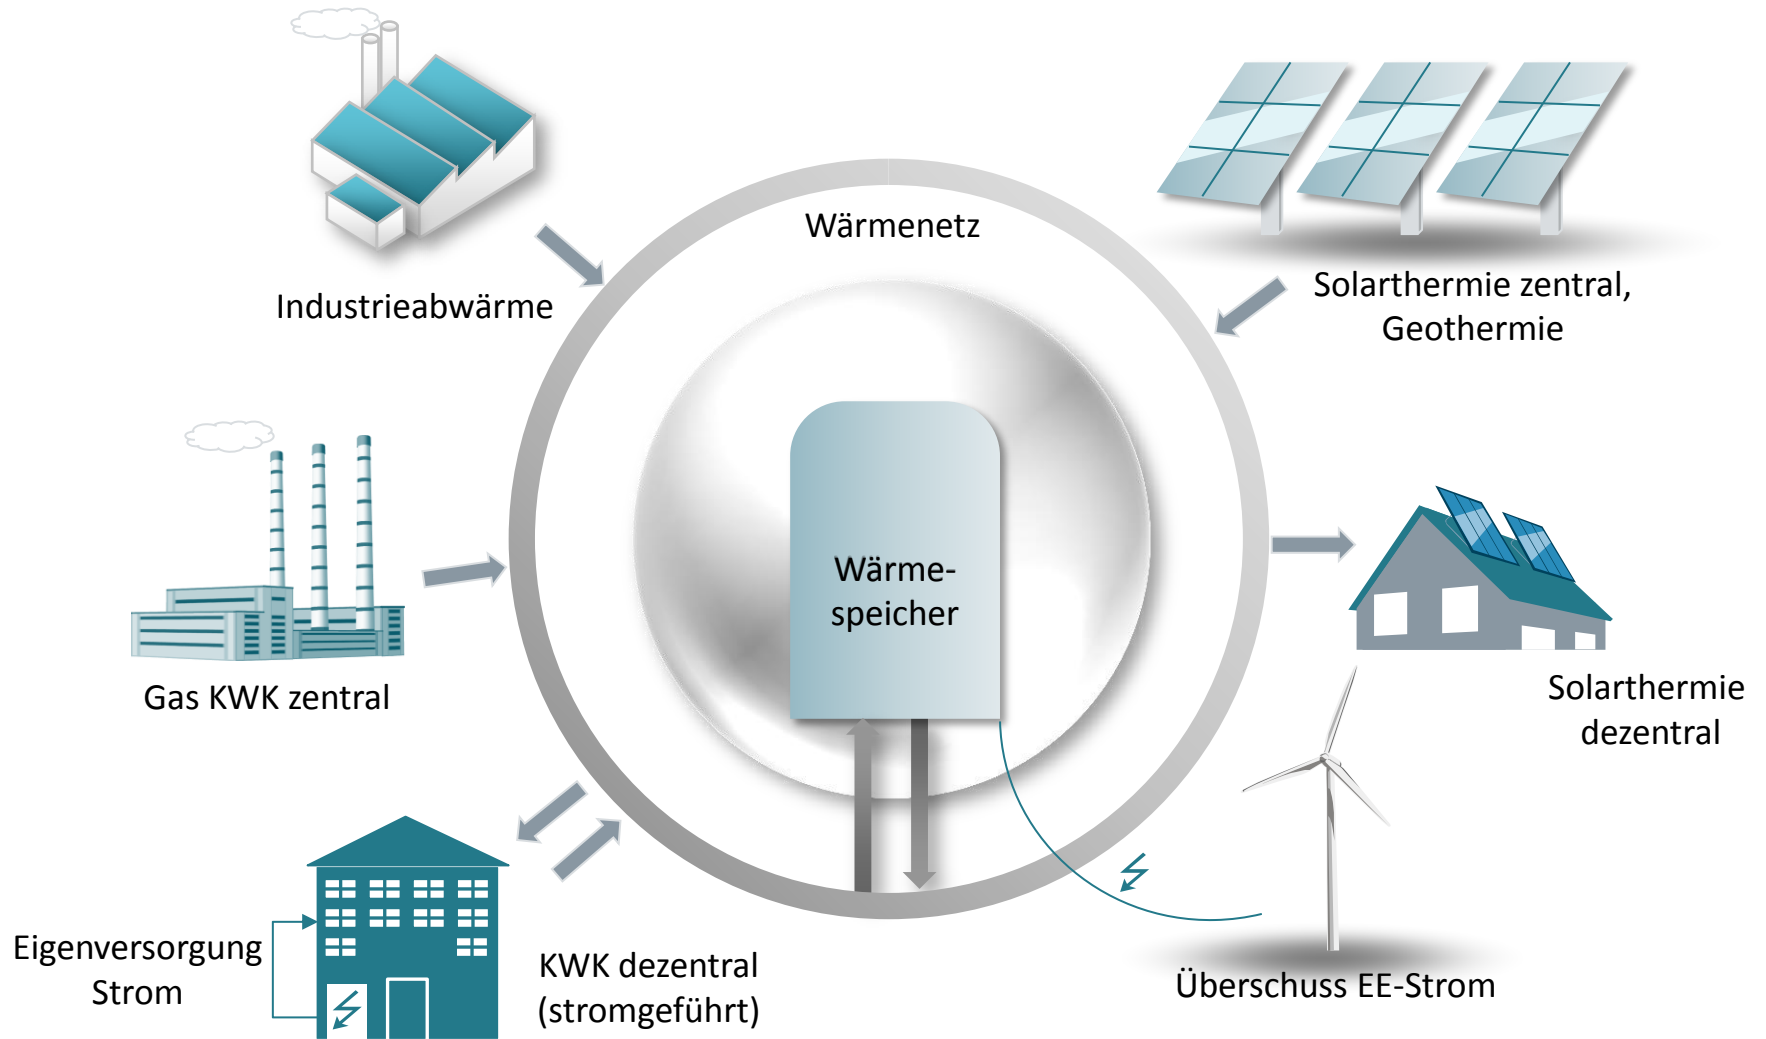 Wärmenetz
Industrieabwärme
Solarthermie zentral,
Geothermie
Wärme-
speicher
Gas KWK zentral
Solarthermie
dezentral
Eigenversorgung
Strom
KWK dezentral
(stromgeführt)
Überschuss EE-Strom